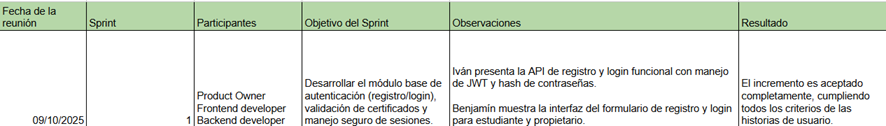 Fecha de la
reunión
Sprint
Participantes
Objetivo del Sprint
Observaciones
Resultado
09/10/2025
1
Product Owner
Frontend developer
Backend developer
Desarrollar el módulo base de
autenticación (registro/login),
validación de certificados y
manejo seguro de sesiones.
Iván presenta la API de registro y login funcional con manejo
de JWT y hash de contraseñas.
Benjamín muestra la interfaz del formulario de registro y login
para estudiante y propietario.
El incremento es aceptado
completamente, cumpliendo
todos los criterios de las
historias de usuario.